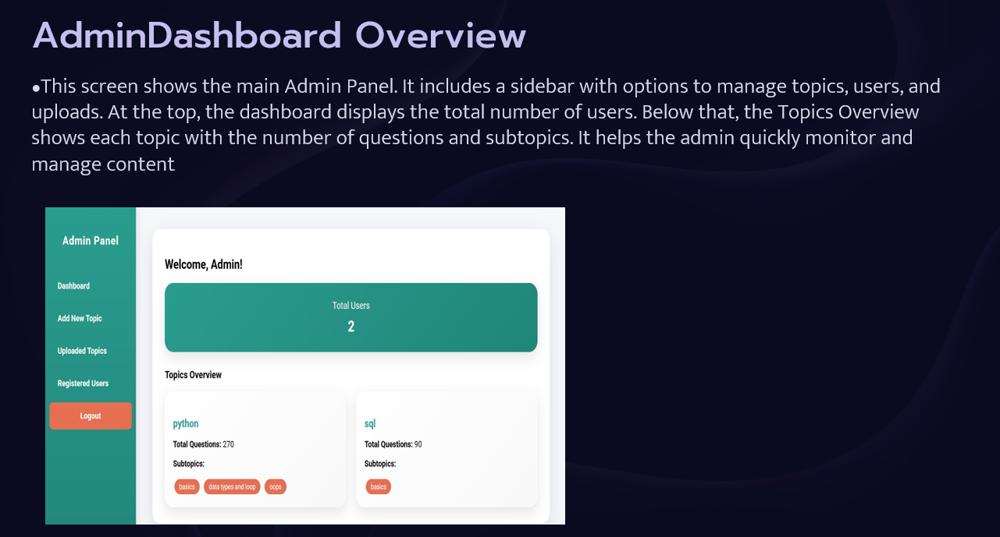 AdminDashboard Overview
•This screen shows the main Admin Panel. It includes a sidebar with options to manage topics, users, and
uploads. At the top, the dashboard displays the total number of users. Below that, the Topics Overview
shows each topic with the number of questions and subtopics. It helps the admin quickly monitor and
manage content
Admin Panel
Dashboard
Add New Topic
Uploaded Topics
Registered Users
Logout
Welcome, Admin!
Total Users
2
Topics Overview
python
Total Questions: 270
Subtopics:
basics data types and loop oops
sql
Total Questions: 90
Subtopics:
basics